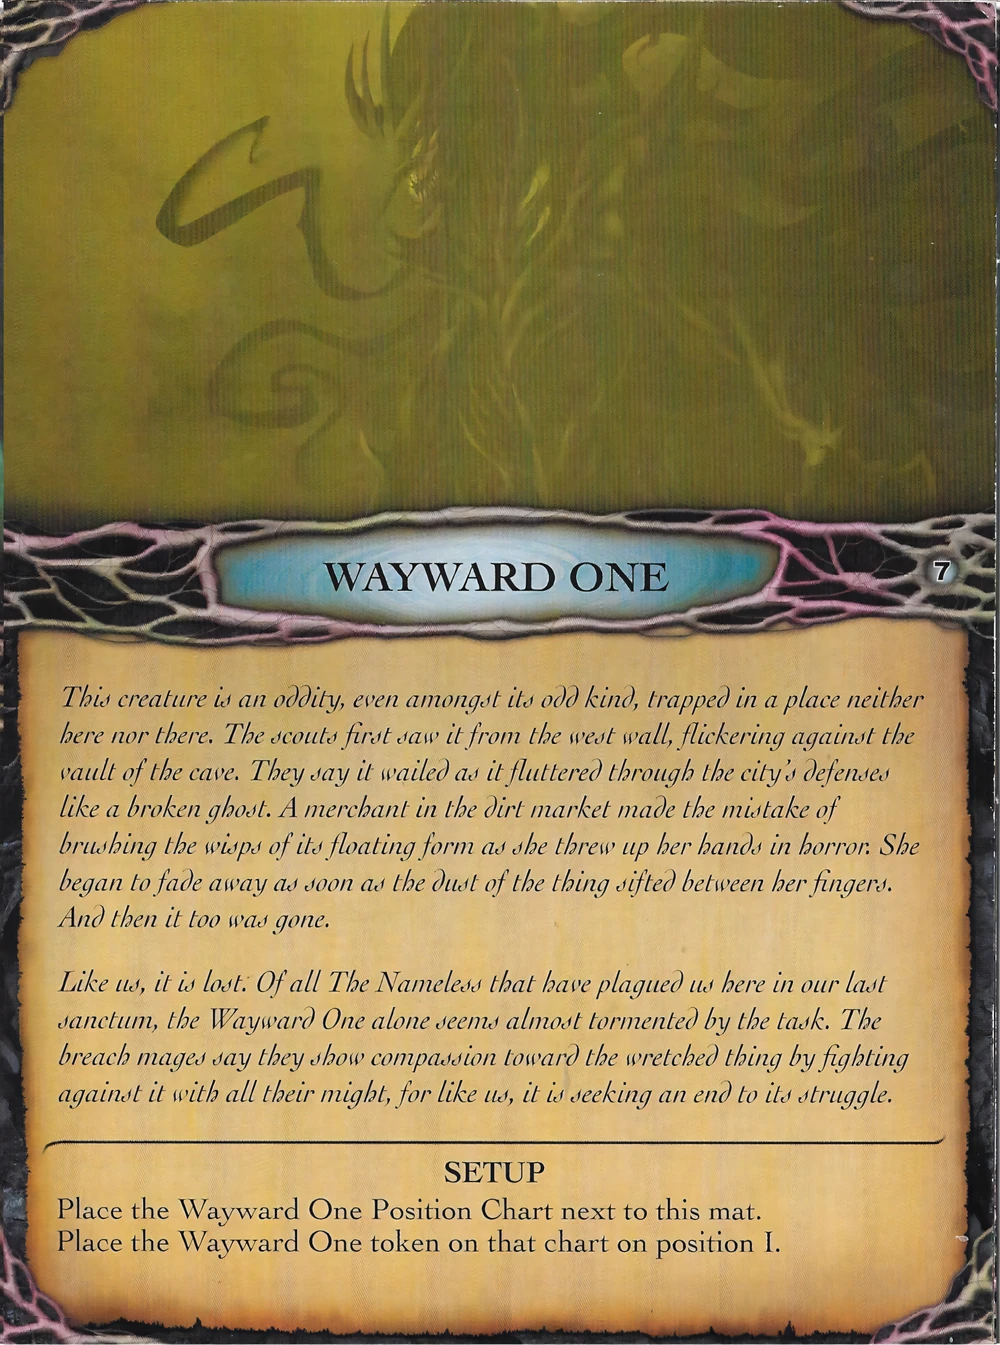 WAYWARD ONE
7
This creature is an oddity, even amongst its odd kind, trapped in a place neither
here nor there. The scouts first saw it from the west wall, flickering against the
vault of the cave. They say it wailed as it fluttered through the city's defenses
like a broken ghost. A merchant in the dirt market made the mistake of
brushing the wisps of its floating form as she threw up her hands in horror. She
began to fade away as soon as the dust of the thing sifted between her fingers.
And then it too was gone.
Like us, it is lost. Of all The Nameless that have plagued us here in our last
sanctum, the Wayward One alone seems almost tormented by the task. The
breach mages say they show compassion toward the wretched thing by fighting
against it with all their might, for like us, it is seeking an end to its struggle.
SETUP
Place the Wayward One Position Chart next to this mat.
Place the Wayward One token on that chart on position I.